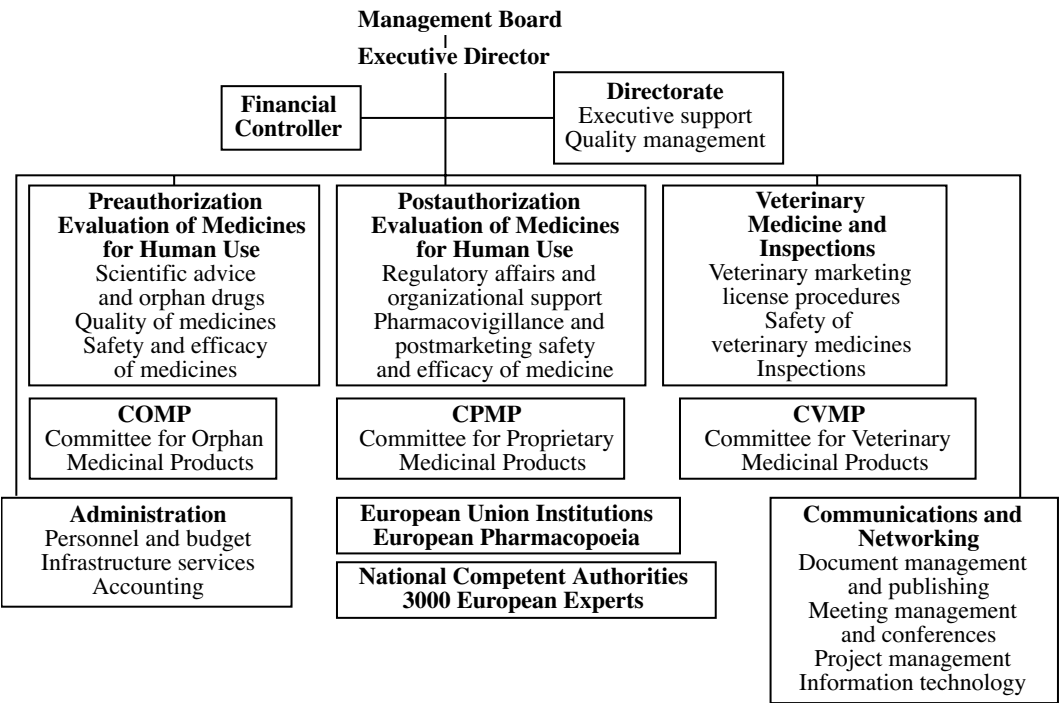 Management Board
Executive Director
Financial
Controller
Directorate
Executive support
Quality management
Preauthorization
Evaluation of Medicines
for Human Use
Scientific advice
and orphan drugs
Quality of medicines
Safety and efficacy
of medicines
Postauthorization
Evaluation of Medicines
for Human Use
Regulatory affairs and
organizational support
Pharmacovigillance and
postmarketing safety
and efficacy of medicine
Veterinary
Medicine and
Inspections
Veterinary marketing
license procedures
Safety of
veterinary medicines
Inspections
COMP
Committee for Orphan
Medicinal Products
CPMP
Committee for Proprietary
Medicinal Products
CVMP
Committee for Veterinary
Medicinal Products
Administration
Personnel and budget
Infrastructure services
Accounting
European Union Institutions
European Pharmacopoeia
National Competent Authorities
3000 European Experts
Communications and
Networking
Document management
and publishing
Meeting management
and conferences
Project management
Information technology